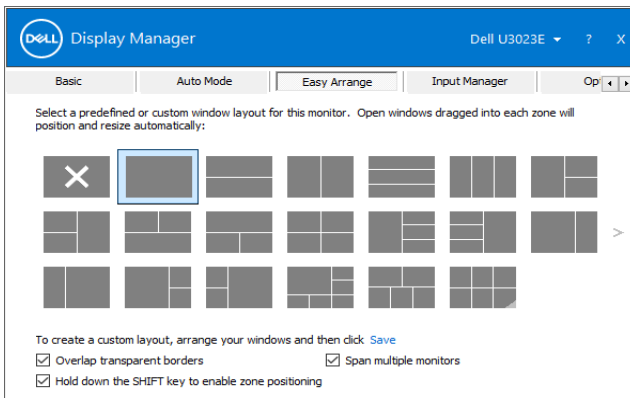 DELL Display Manager
Dell U3023E ? X
Basic Auto Mode Easy Arrange Input Manager Op
Select a predefined or custom window layout for this monitor. Open windows dragged into each zone will
position and resize automatically:
To create a custom layout, arrange your windows and then click Save
Overlap transparent borders Span multiple monitors
Hold down the SHIFT key to enable zone positioning